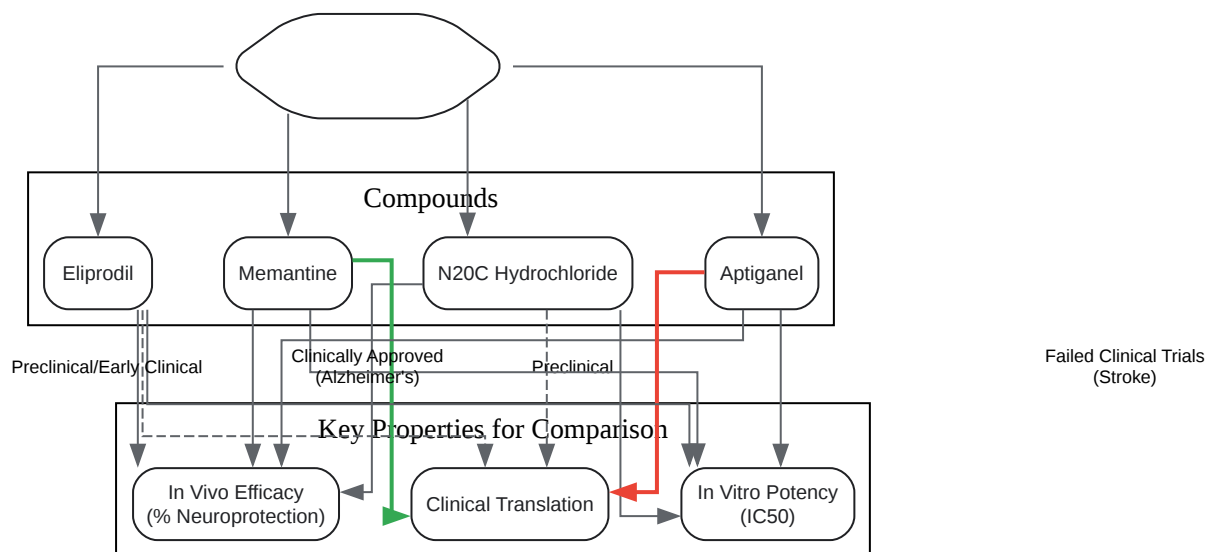 Compounds
Eliprodil
Memantine
N20C Hydrochloride
Aptiganel
Preclinical/Early Clinical
Clinically Approved
(Alzheimer's)
Preclinical
Failed Clinical Trials
(Stroke)
Key Properties for Comparison
In Vivo Efficacy
(% Neuroprotection)
Clinical Translation
In Vitro Potency
(IC50)